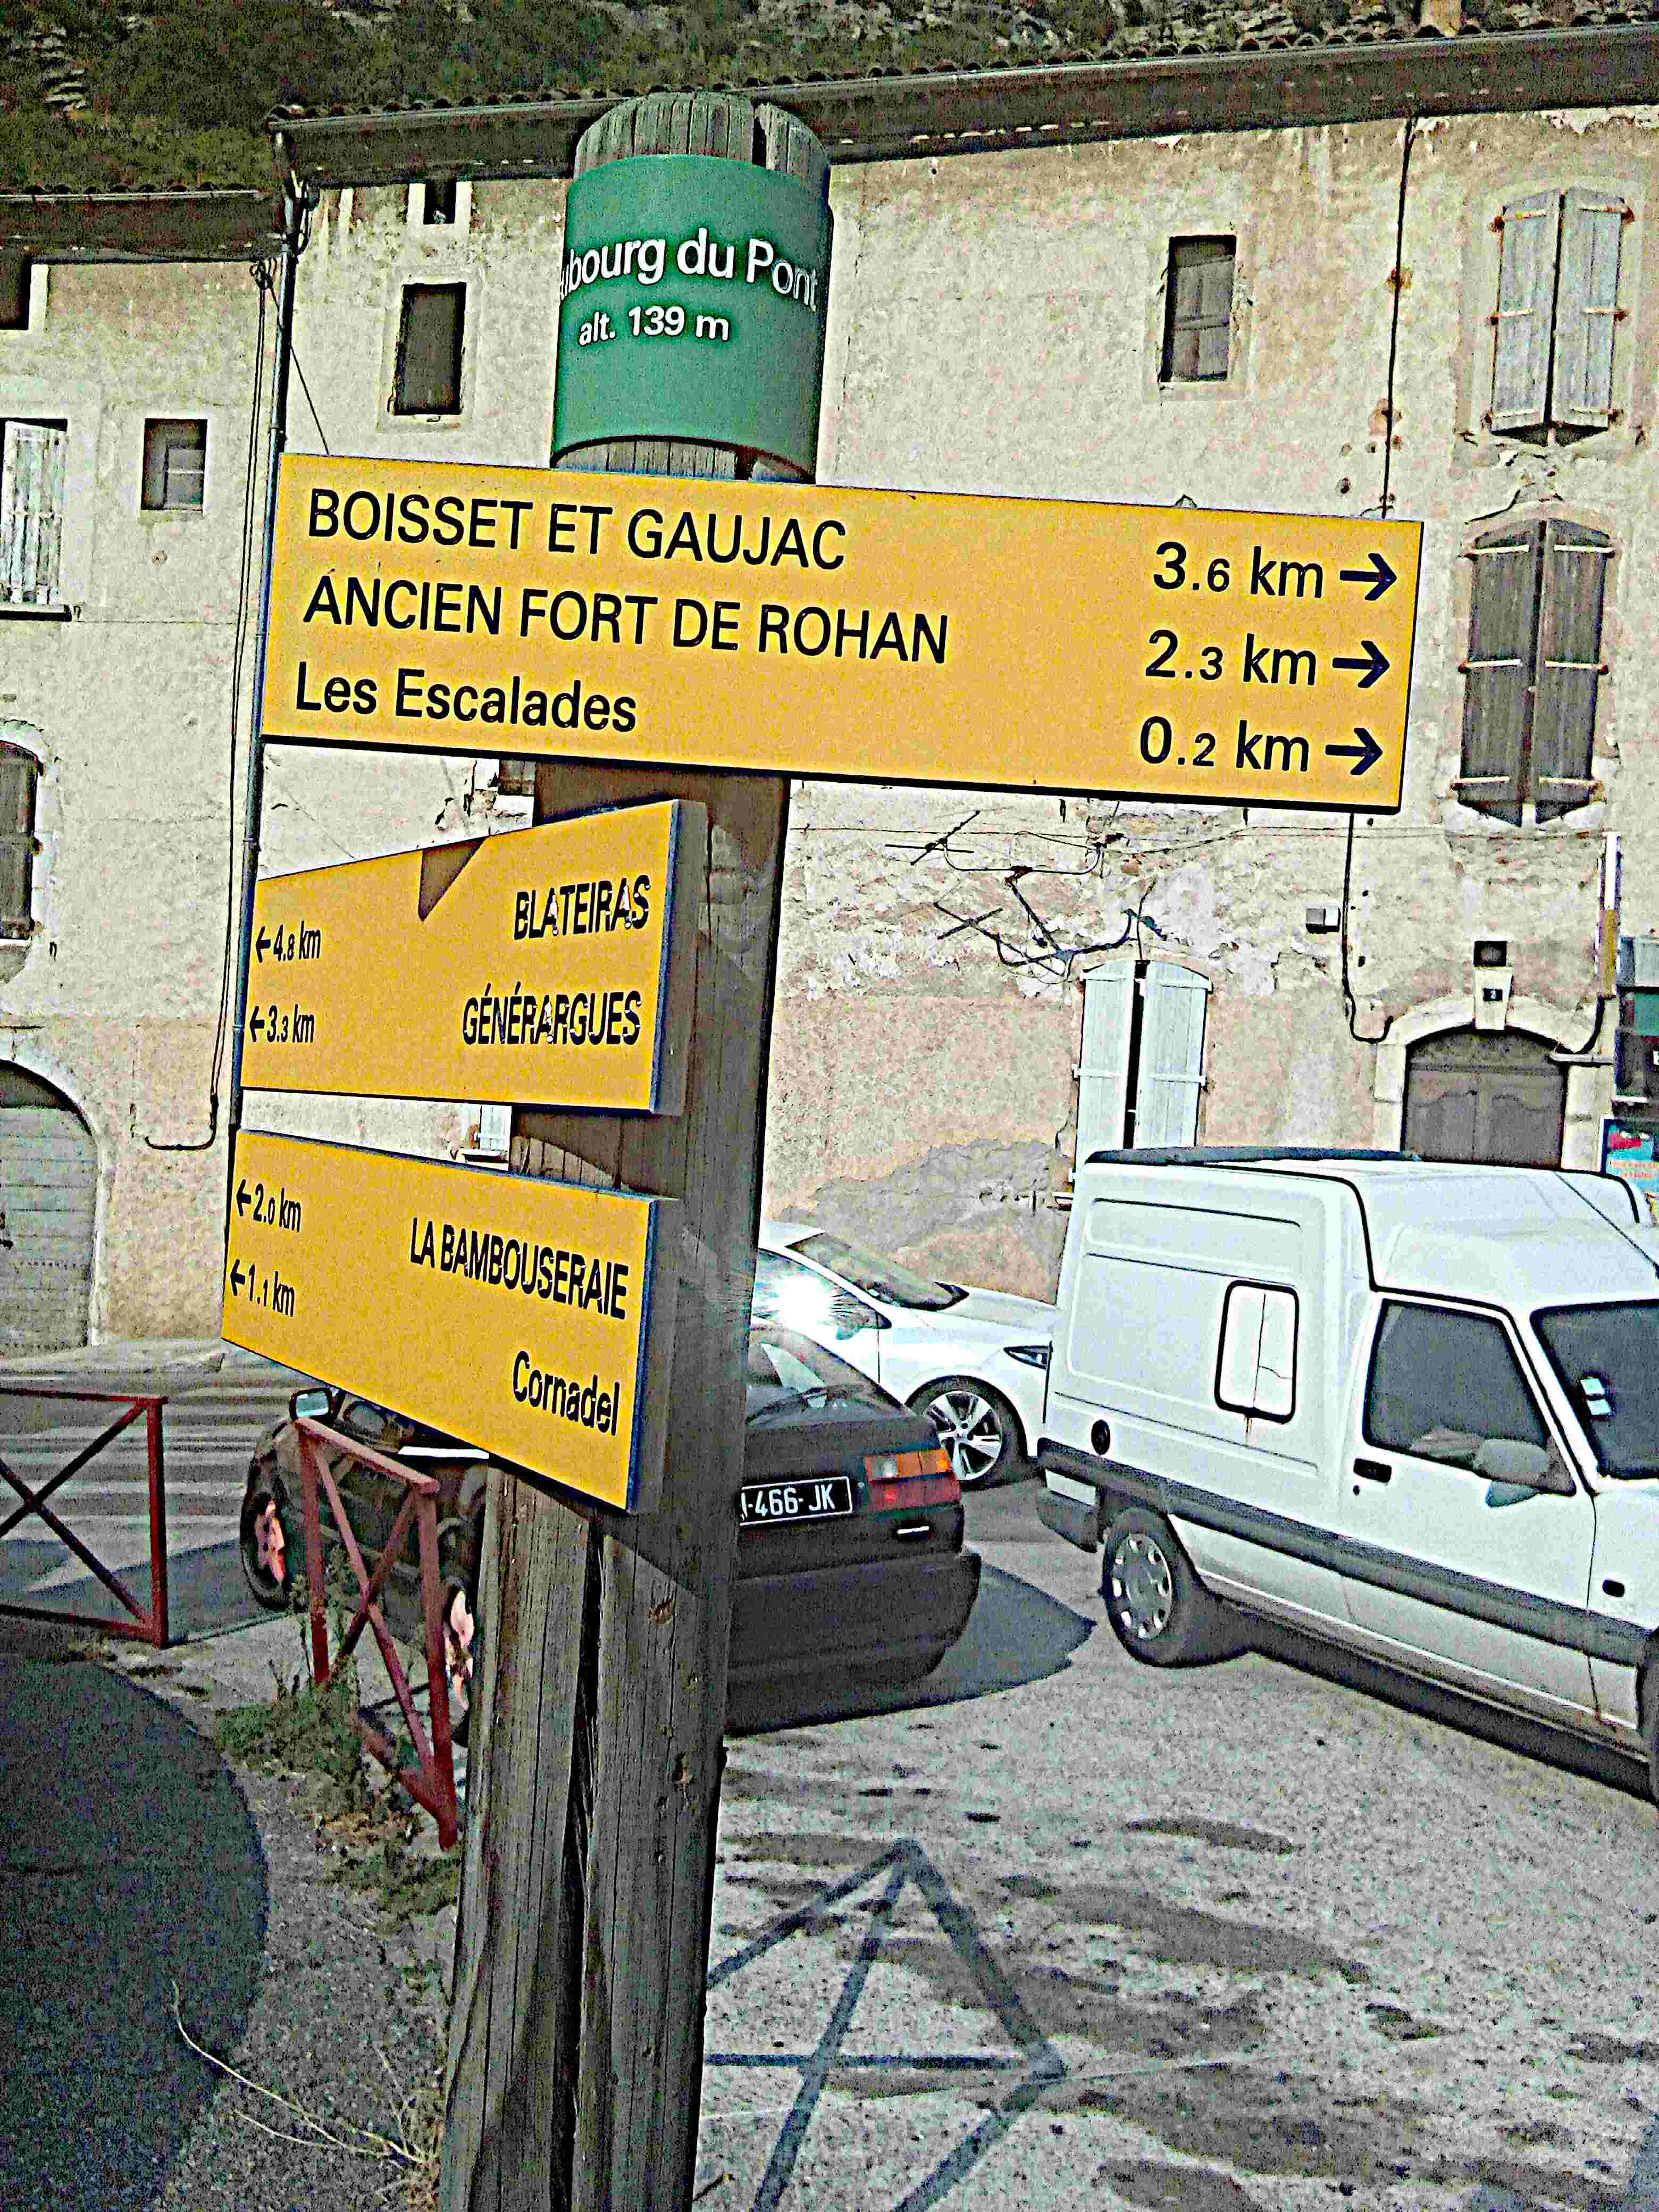 ubourg du Pont
alt. 139 m
BOISSET ET GAUJAC 3.6 km →
ANCIEN FORT DE ROHAN 2.3 km →
Les Escalades 0.2 km →
← 4.8 km BLATEIRAS
← 3.3 km GÉNÉRARGUES
← 2.0 km LA BAMBOUSERAIE
← 1.1 km Cornadel
-466-JK